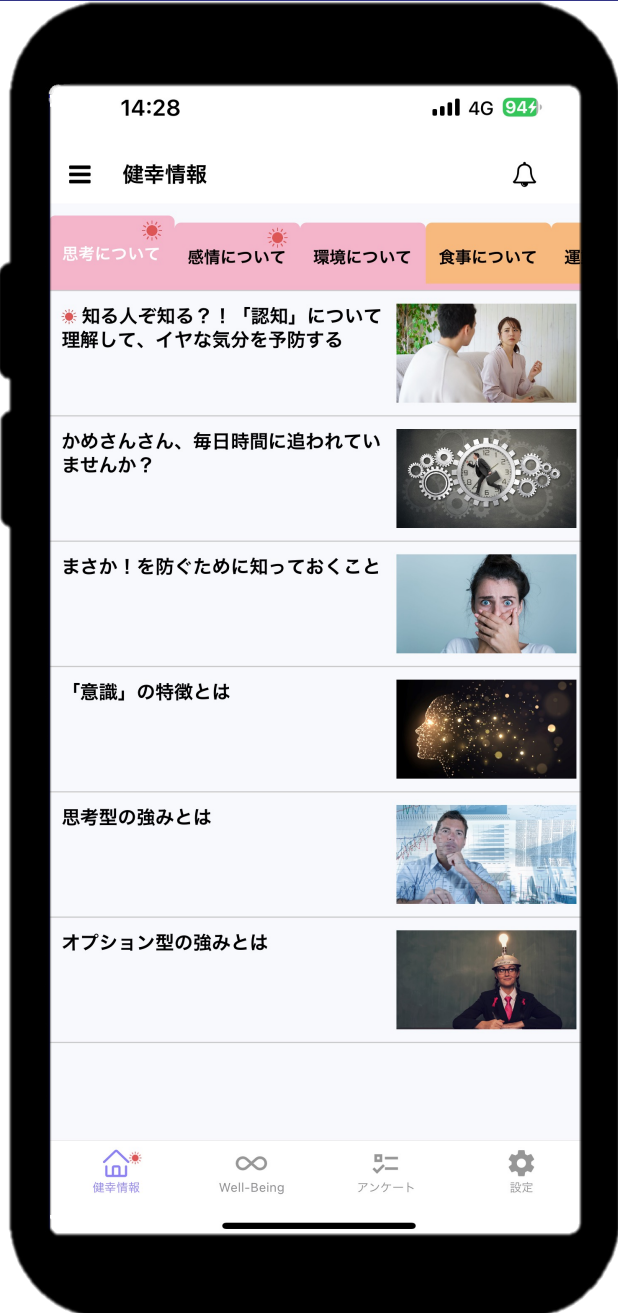 14:28
4G 94
健幸情報
思考について
感情について
環境について
食事について
運
知る人ぞ知る？！「認知」について
理解して、イヤな気分を予防する
かめさんさん、毎日時間に追われてい
ませんか？
まさか！を防ぐために知っておくこと
「意識」の特徴とは
思考型の強みとは
オプション型の強みとは
健幸情報
Well-Being
アンケート
設定